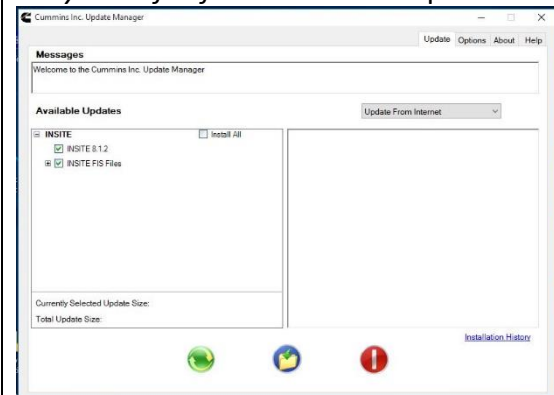 Cummins Inc. Update Manager
Update Options About Help
Messages
Welcome to the Cummins Inc. Update Manager
Available Updates
Update From Internet
INSITE
Install All
INSITE 8.1.2
INSITE FIS Files
Currently Selected Update Size:
Total Update Size:
Installation History